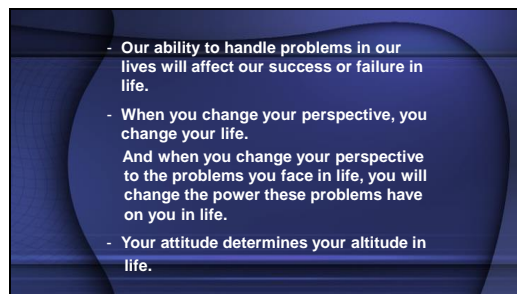 - Our ability to handle problems in our
lives will affect our success or failure in
life.
- When you change your perspective, you
change your life.
And when you change your perspective
to the problems you face in life, you will
change the power these problems have
on you in life.
- Your attitude determines your altitude in
life.